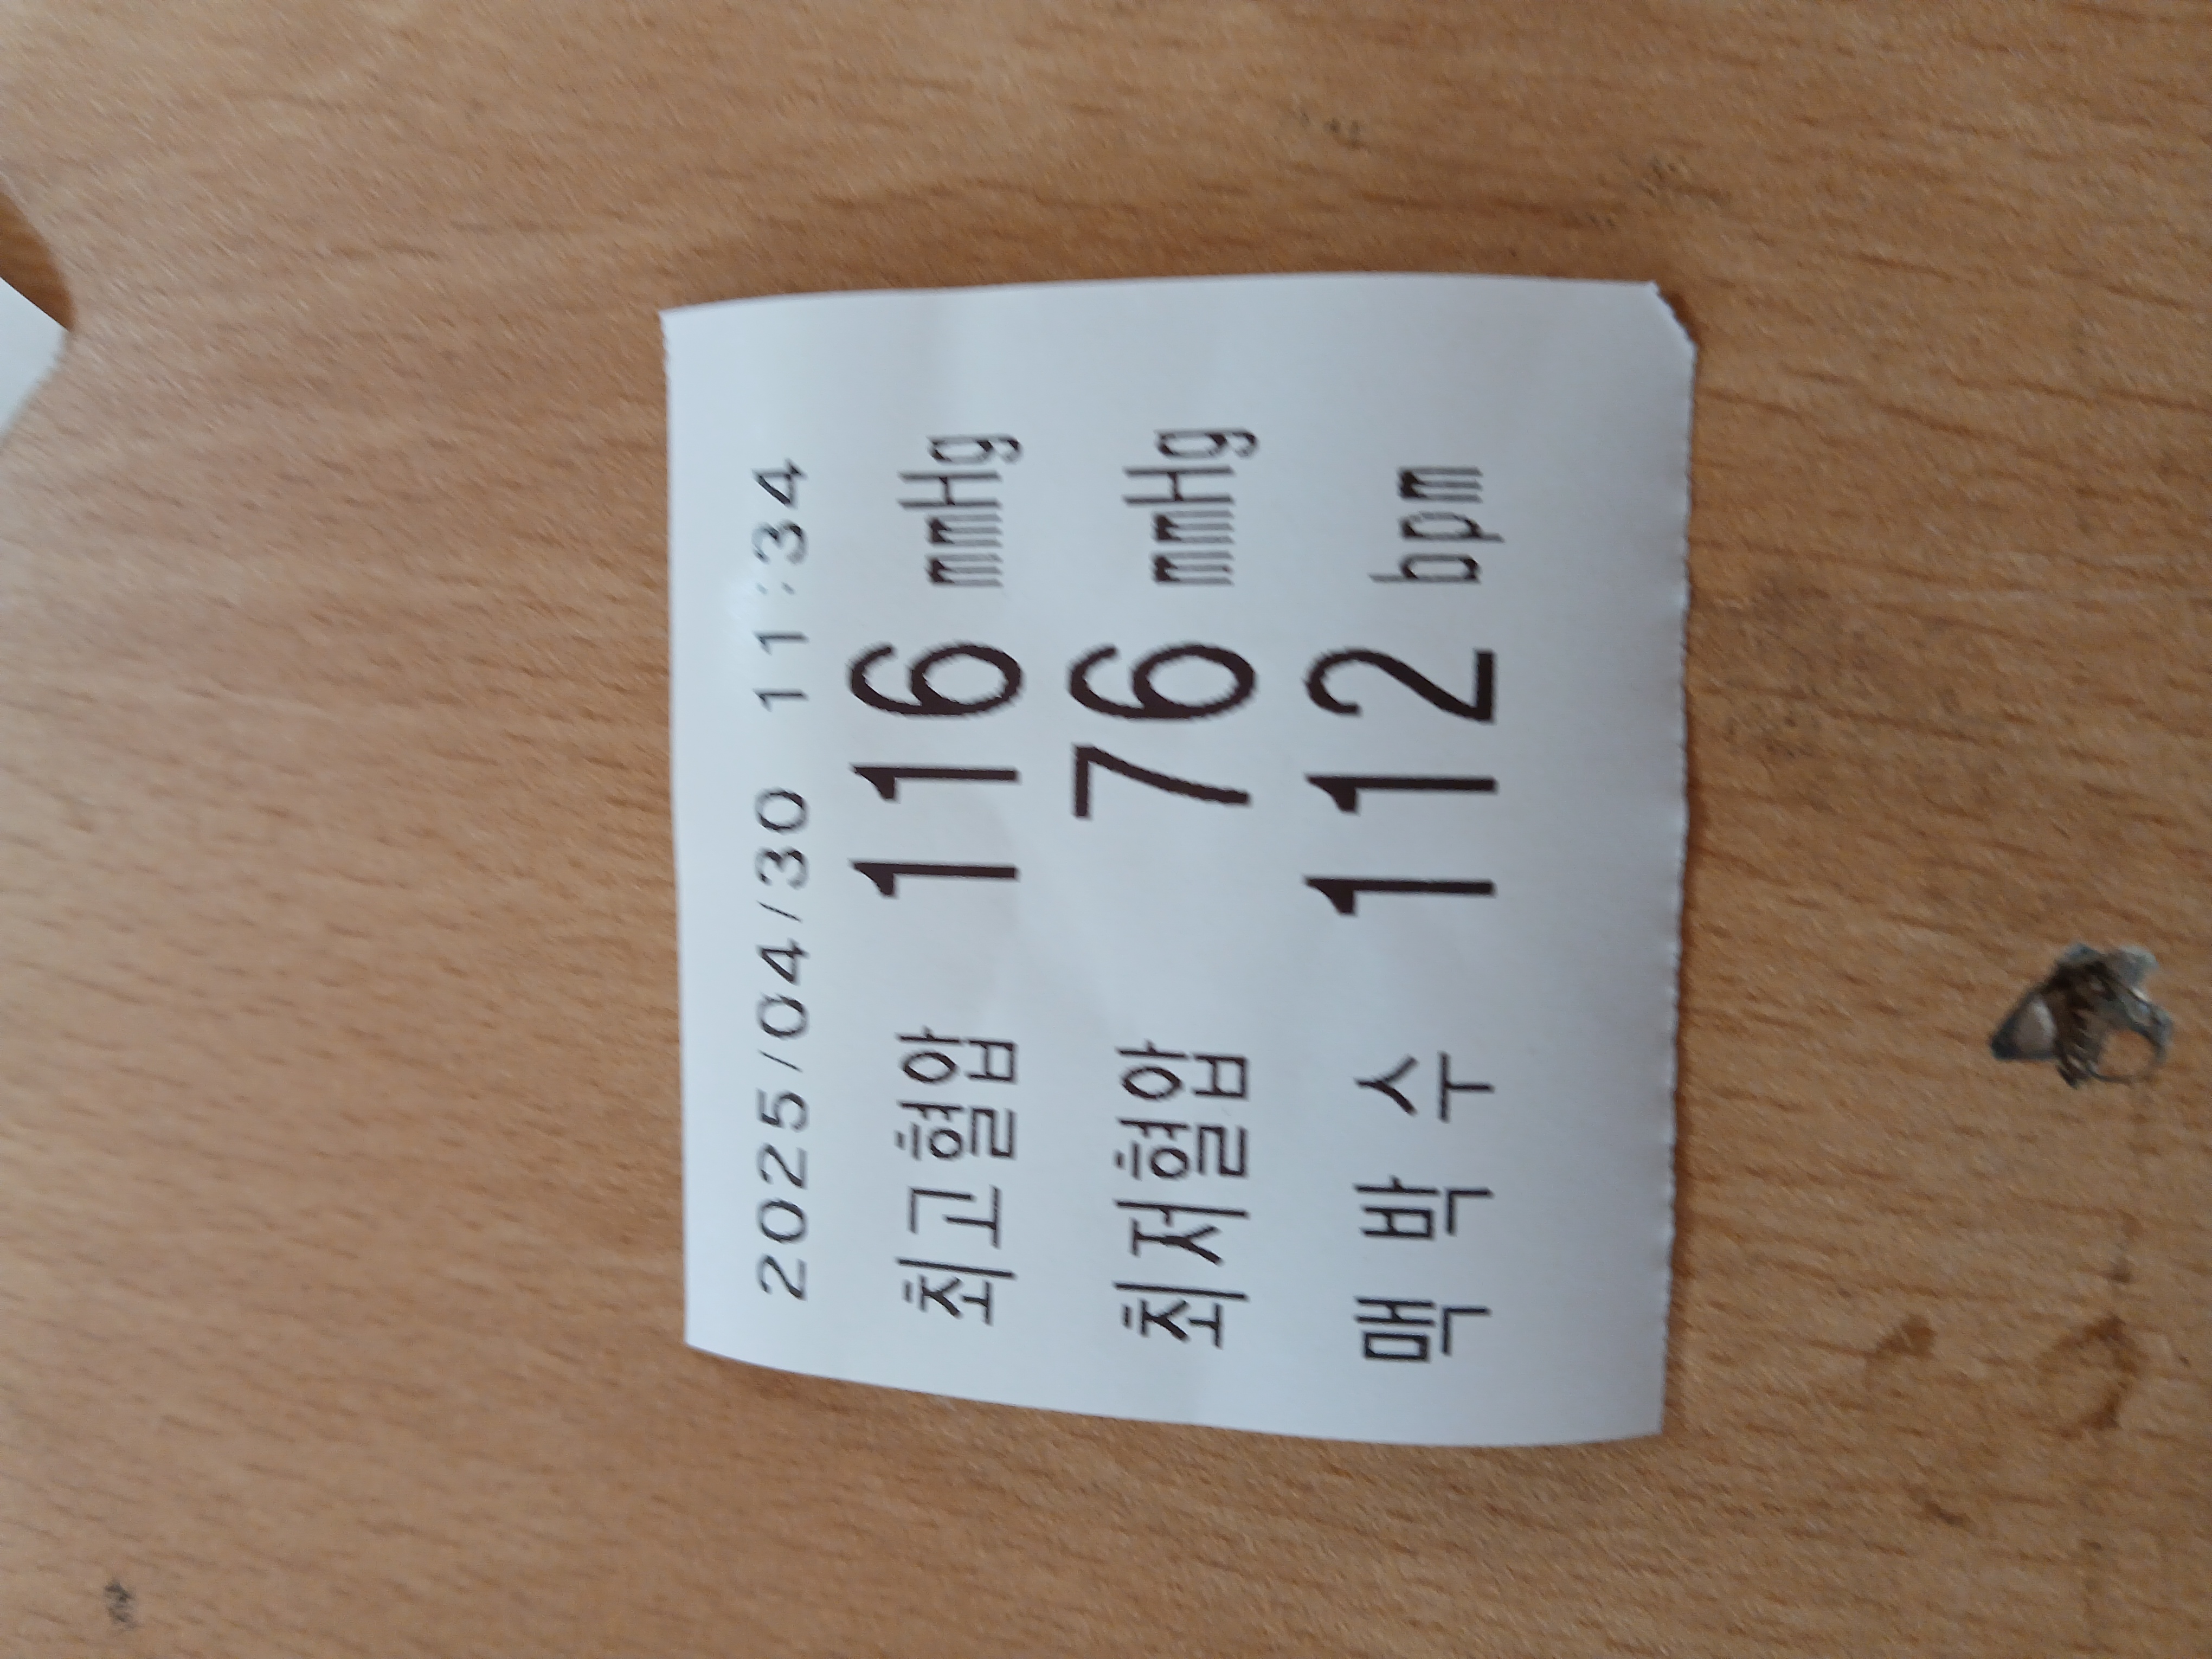 2025/04/30 11:34
최고혈압 116 mmHg
최저혈압 76 mmHg
맥 박 수 112 bpm